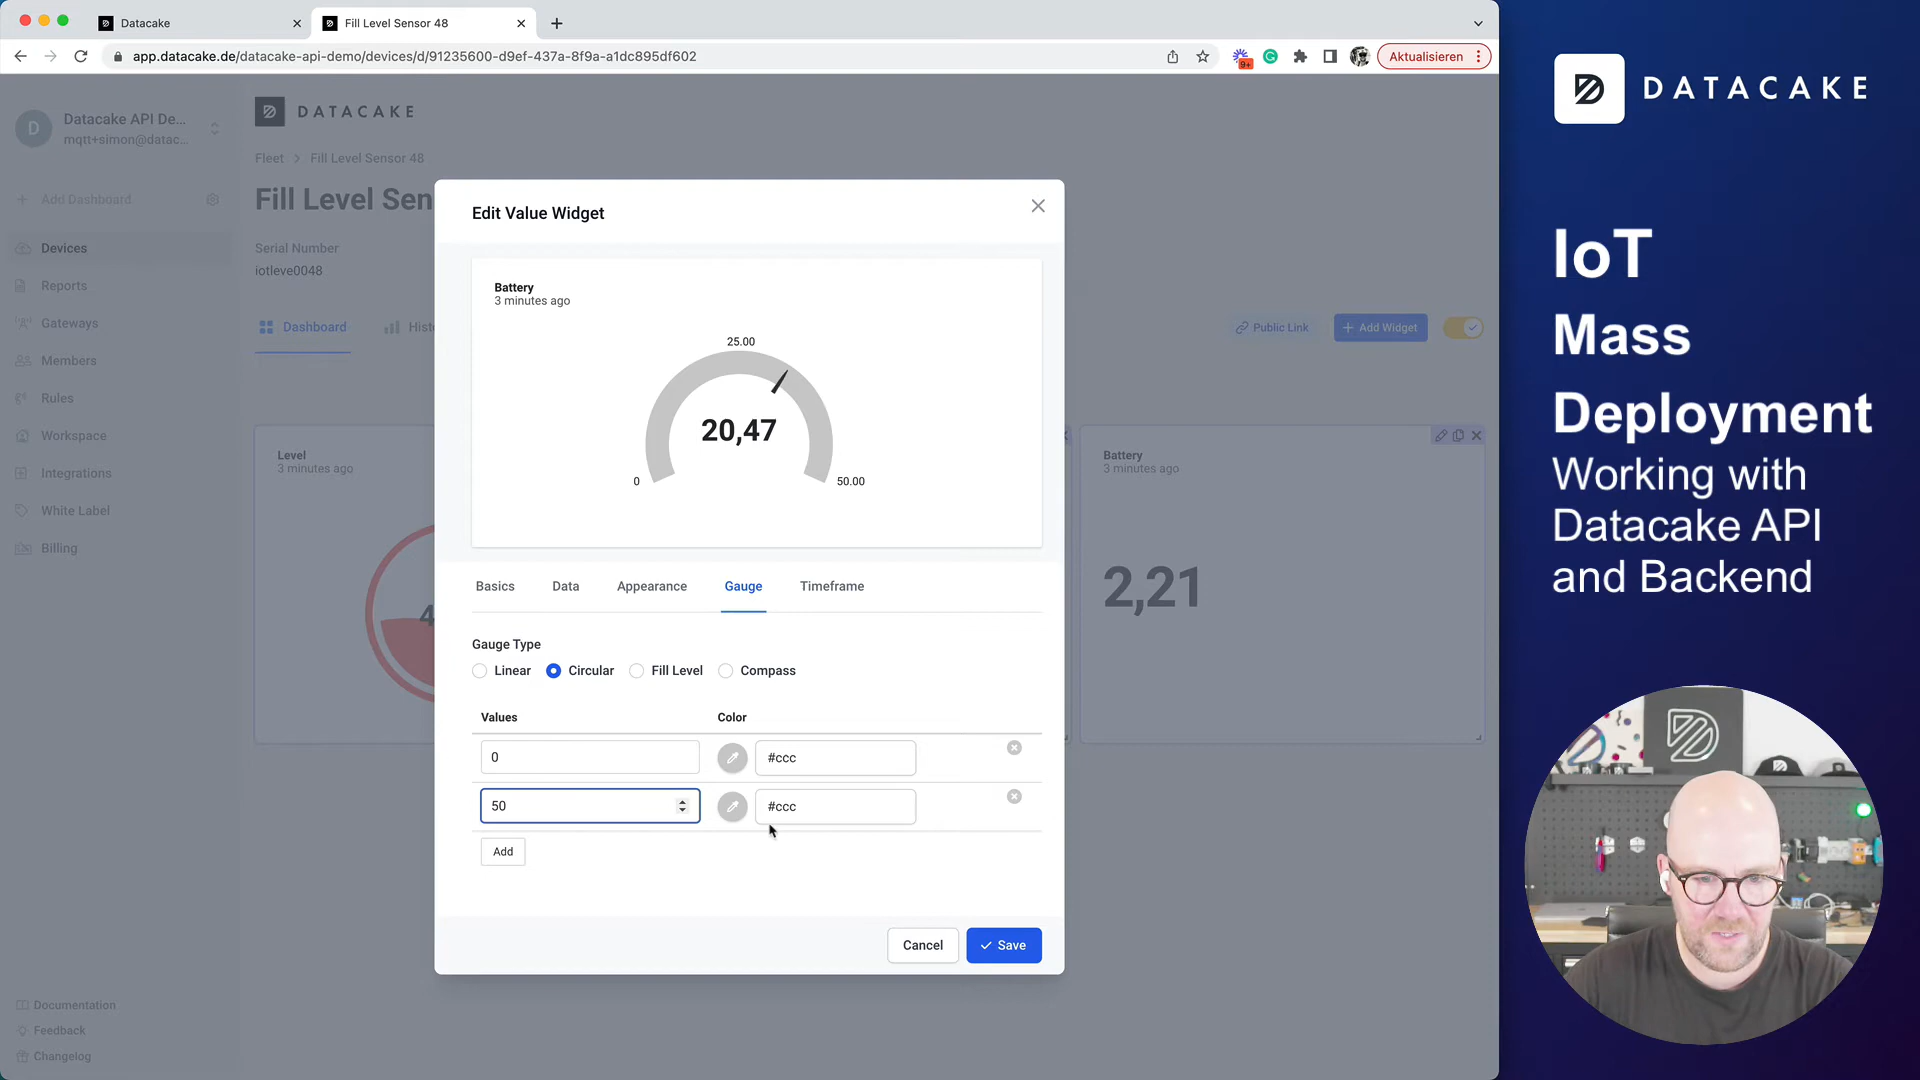 Datacake
Fill Level Sensor 48
app.datacake.de/datacake-api-demo/devices/d/91235600-d9ef-437a-8f9a-a1dc895df602
9+
Aktualisieren
D
Datacake API De...
mqtt+simon@datac...
DATACAKE
Fleet > Fill Level Sensor 48
Add Dashboard
Fill Level Sen
Serial Number
iotleve0048
Devices
Reports
Gateways
Members
Rules
Workspace
Integrations
White Label
Billing
Documentation
Feedback
Changelog
Dashboard
Histo
Public Link
+ Add Widget
Level
3 minutes ago
4
Battery
3 minutes ago
2,21
Edit Value Widget
Battery
3 minutes ago
25.00
20,47
0
50.00
Basics
Data
Appearance
Gauge
Timeframe
Gauge Type
Linear
Circular
Fill Level
Compass
Values
Color
0
#ccc
50
#ccc
Add
Cancel
Save
DATACAKE
IoT
Mass
Deployment
Working with
Datacake API
and Backend